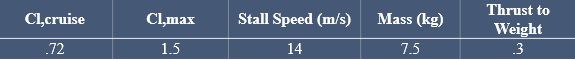 Cl,cruise Cl,max Stall Speed (m/s) Mass (kg) Thrust to Weight
.72 1.5 14 7.5 .3